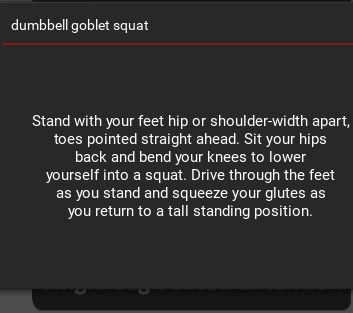 dumbbell goblet squat
Stand with your feet hip or shoulder-width apart,
toes pointed straight ahead. Sit your hips
back and bend your knees to lower
yourself into a squat. Drive through the feet
as you stand and squeeze your glutes as
you return to a tall standing position.